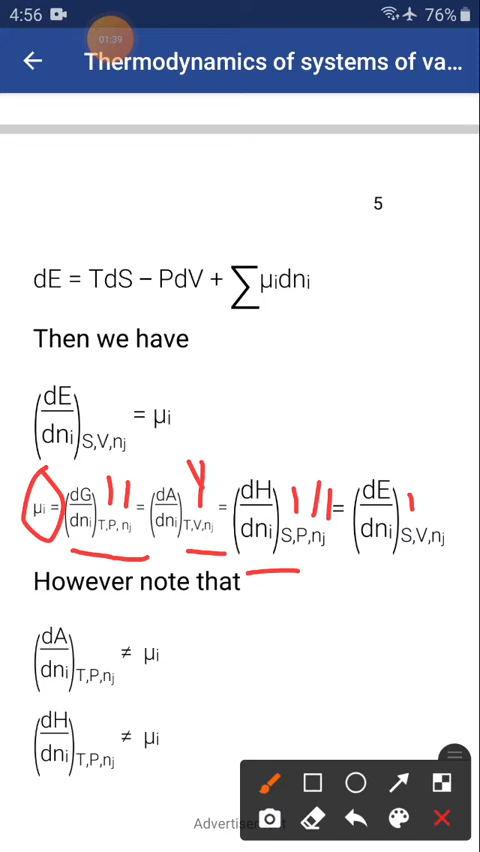 4:56 76%
01:39
Thermodynamics of systems of va...
5
dE = TdS − PdV + ∑ μidni
Then we have
(dE/dni)S,V,nj = μi
μi = (dG/dni)T,P, nj = (dA/dni)T,V,nj = (dH/dni)S,P,nj = (dE/dni)S,V,nj
However note that
(dA/dni)T,P,nj ≠ μi
(dH/dni)T,P,nj ≠ μi